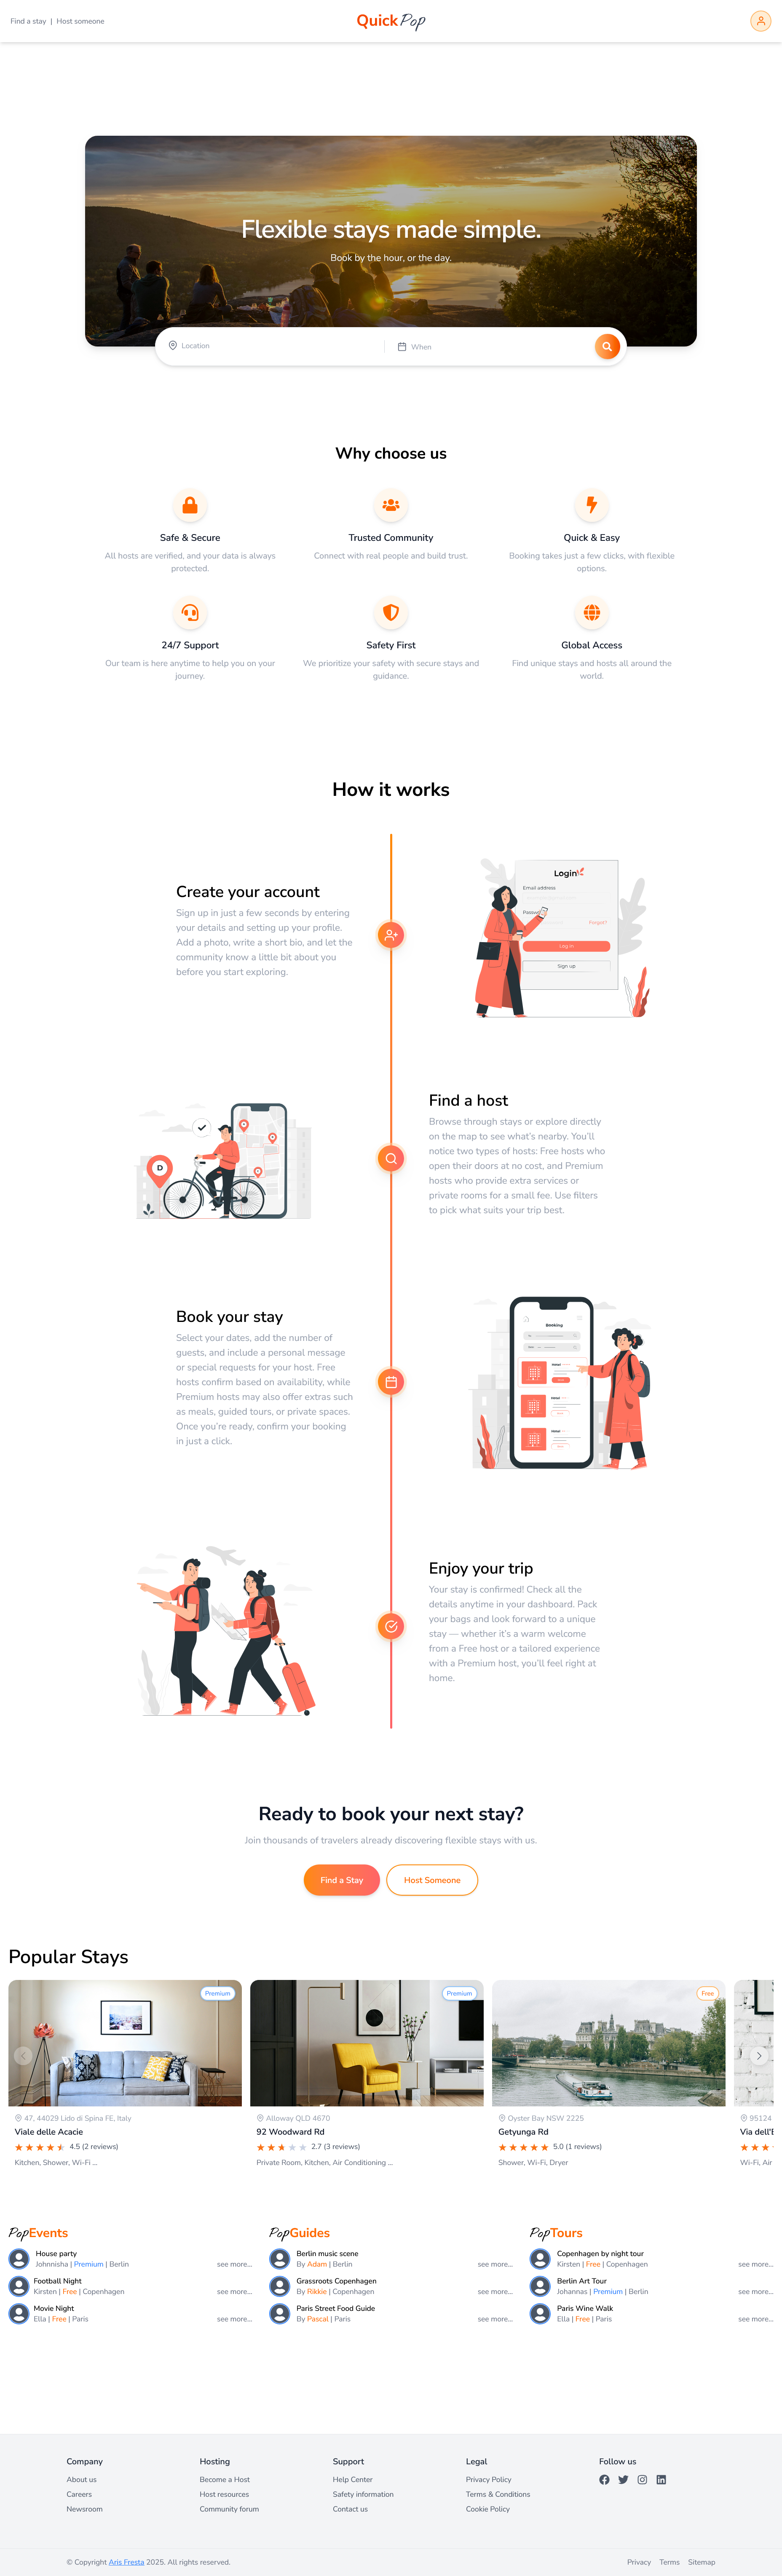 Find a stay | Host someone
QuickPop
Flexible stays made simple.
Book by the hour, or the day.
Location
When
Why choose us
Safe & Secure
All hosts are verified, and your data is always
protected.
Trusted Community
Connect with real people and build trust.
Quick & Easy
Booking takes just a few clicks, with flexible
options.
24/7 Support
Our team is here anytime to help you on your
journey.
Safety First
We prioritize your safety with secure stays and
guidance.
Global Access
Find unique stays and hosts all around the
world.
How it works
Create your account
Sign up in just a few seconds by entering
your details and setting up your profile.
Add a photo, write a short bio, and let the
community know a little bit about you
before you start exploring.
Login
Email address
Forgot?
Log in
Sign up
D
Find a host
Browse through stays or explore directly
on the map to see what's nearby. You'll
notice two types of hosts: Free hosts who
open their doors at no cost, and Premium
hosts who provide extra services or
private rooms for a small fee. Use filters
to pick what suits your trip best.
Book your stay
Select your dates, add the number of
guests, and include a personal message
or special requests for your host. Free
hosts confirm based on availability, while
Premium hosts may also offer extras such
as meals, guided tours, or private spaces.
Once you're ready, confirm your booking
in just a click.
Booking
Hotel
Hotel
Hotel
Enjoy your trip
Your stay is confirmed! Check all the
details anytime in your dashboard. Pack
your bags and look forward to a unique
stay — whether it's a warm welcome
from a Free host or a tailored experience
with a Premium host, you'll feel right at
home.
Ready to book your next stay?
Join thousands of travelers already discovering flexible stays with us.
Find a Stay
Host Someone
Popular Stays
Premium
47, 44029 Lido di Spina FE, Italy
Viale delle Acacie
4.5 (2 reviews)
Kitchen, Shower, Wi-Fi ...
Premium
Alloway QLD 4670
92 Woodward Rd
2.7 (3 reviews)
Private Room, Kitchen, Air Conditioning ...
Free
Oyster Bay NSW 2225
Getyunga Rd
5.0 (1 reviews)
Shower, Wi-Fi, Dryer
95124
Via dell'E
Wi-Fi, Air
PopEvents
House party
Johnnisha | Premium | Berlin
see more...
Football Night
Kirsten | Free | Copenhagen
see more...
Movie Night
Ella | Free | Paris
see more...
PopGuides
Berlin music scene
By Adam | Berlin
see more...
Grassroots Copenhagen
By Rikkie | Copenhagen
see more...
Paris Street Food Guide
By Pascal | Paris
see more...
PopTours
Copenhagen by night tour
Kirsten | Free | Copenhagen
see more...
Berlin Art Tour
Johannas | Premium | Berlin
see more...
Paris Wine Walk
Ella | Free | Paris
see more...
Company
About us
Careers
Newsroom
Hosting
Become a Host
Host resources
Community forum
Support
Help Center
Safety information
Contact us
Legal
Privacy Policy
Terms & Conditions
Cookie Policy
Follow us
© Copyright Aris Fresta 2025. All rights reserved.
Privacy
Terms
Sitemap